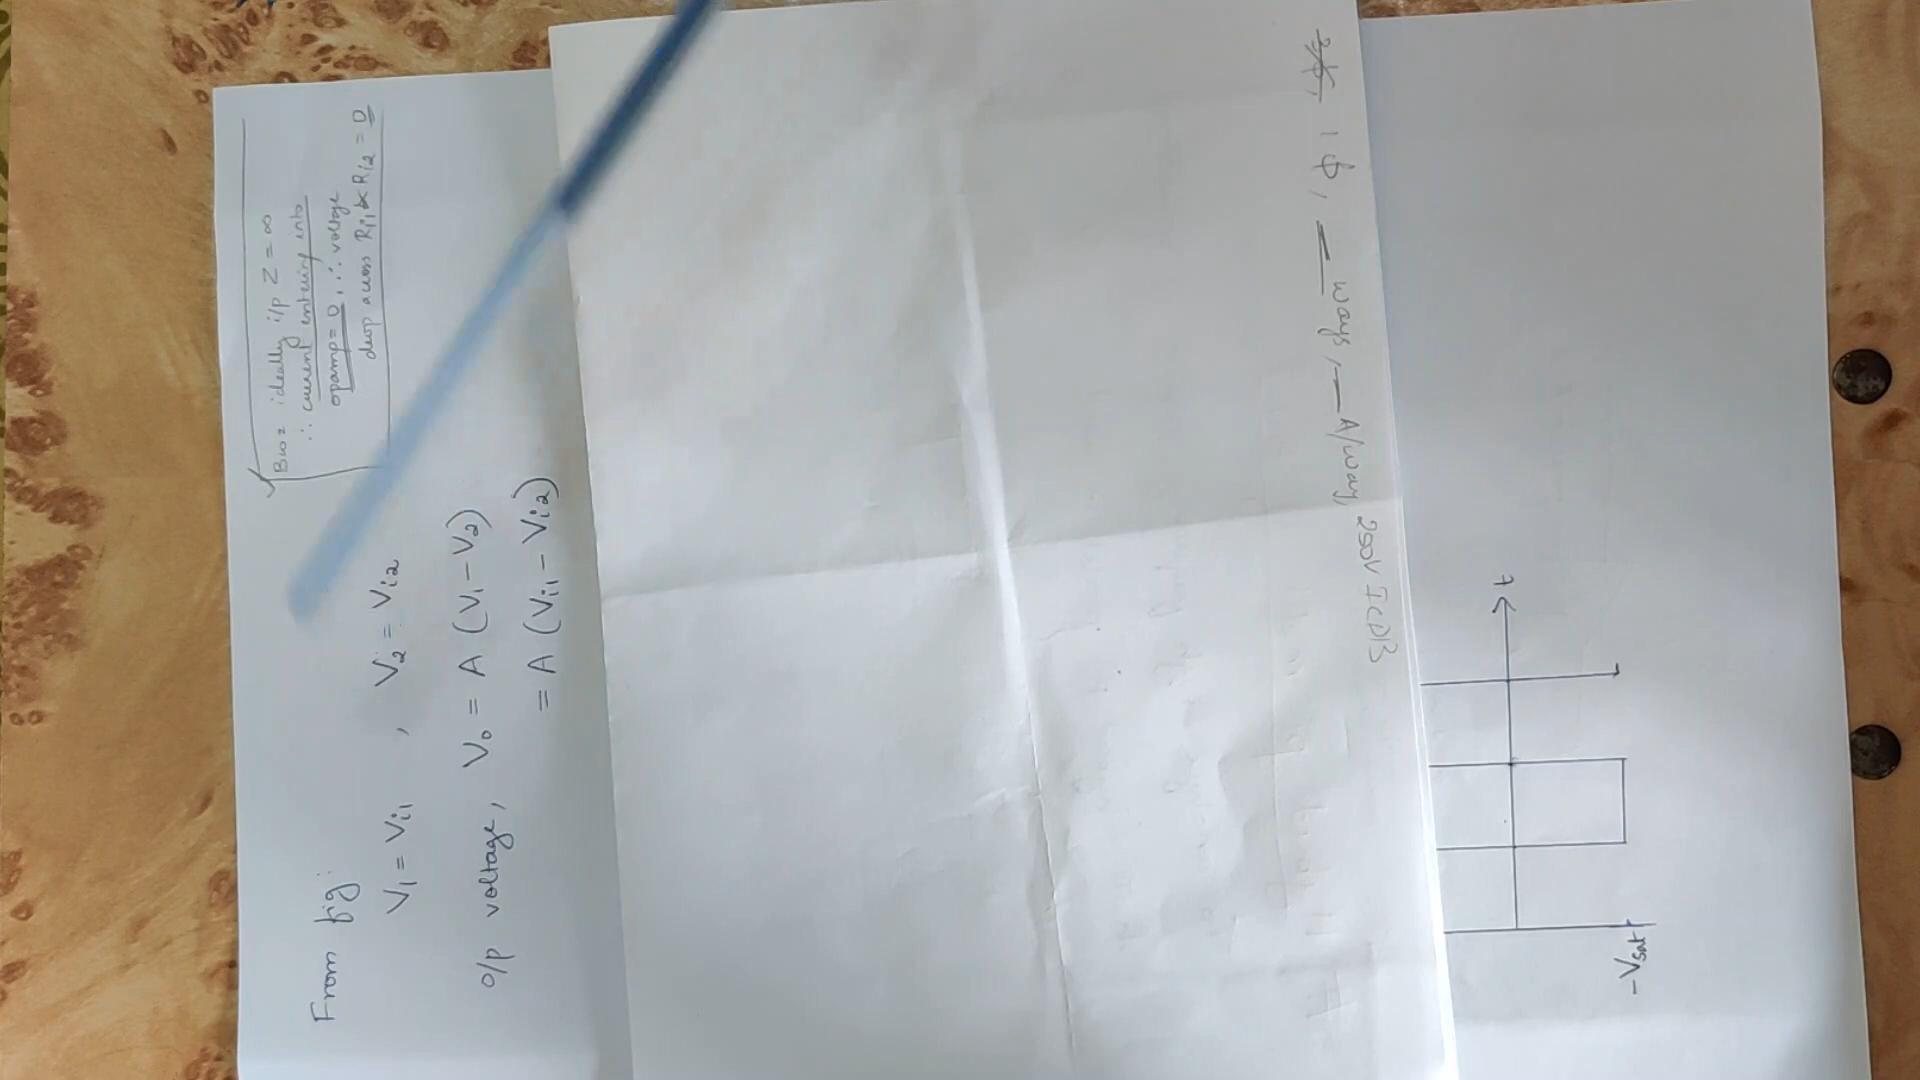 Bcoz ideally i/p Z = ∞
∴ current entering into
opamp = 0, ∴ voltage
drop across Ri1 & Ri2 = 0
From fig:
V1 = Vi1 , V2 = Vi2
o/p voltage, Vo = A (V1 - V2)
= A (Vi1 - Vi2)
1 ϕ, — ways, — A/way, 250V ICDB
t
-Vsat